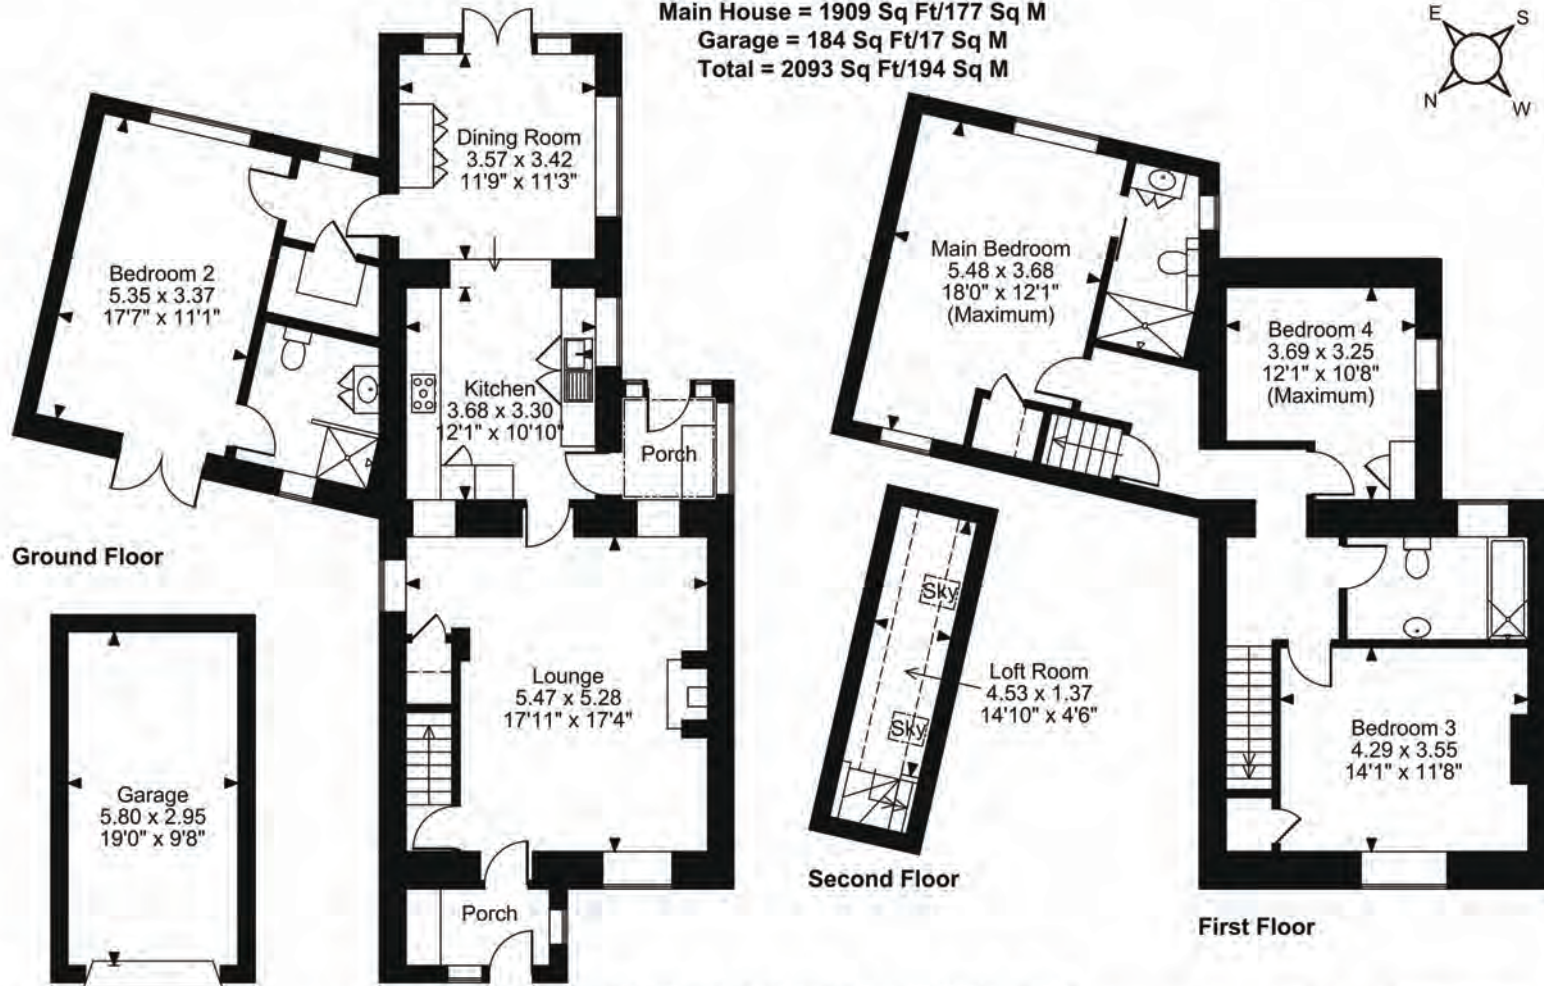 Main House = 1909 Sq Ft/177 Sq M
Garage = 184 Sq Ft/17 Sq M
Total = 2093 Sq Ft/194 Sq M
E
S
N
W
Dining Room
3.57 x 3.42
11'9" x 11'3"
Bedroom 2
5.35 x 3.37
17'7" x 11'1"
Kitchen
3.68 x 3.30
12'1" x 10'10"
Porch
Ground Floor
Lounge
5.47 x 5.28
17'11" x 17'4"
Garage
5.80 x 2.95
19'0" x 9'8"
Porch
Main Bedroom
5.48 x 3.68
18'0" x 12'1"
(Maximum)
Bedroom 4
3.69 x 3.25
12'1" x 10'8"
(Maximum)
Sky
Sky
Loft Room
4.53 x 1.37
14'10" x 4'6"
Second Floor
Bedroom 3
4.29 x 3.55
14'1" x 11'8"
First Floor